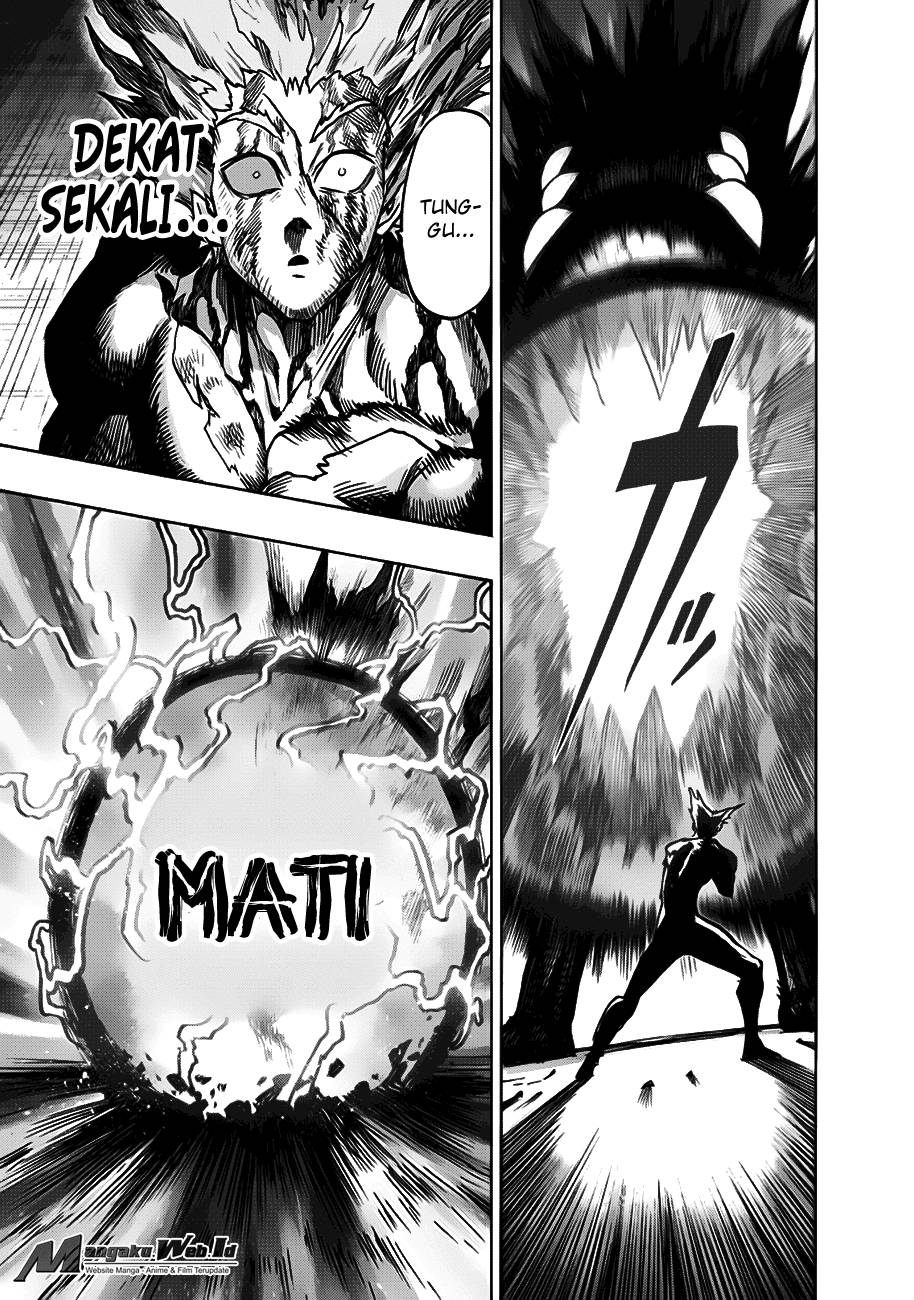 カッ
TUNG-
GU...
DEKAT
SEKALI...
MATI
Mangaku.Web.Id
Website Manga - Anime & Film Terupdate